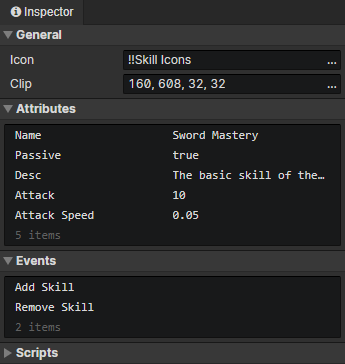 Inspector
General
Icon !!Skill Icons ...
Clip 160, 608, 32, 32 ...
Attributes
Name Sword Mastery
Passive true
Desc The basic skill of the…
Attack 10
Attack Speed 0.05
5 items
Events
Add Skill
Remove Skill
2 items
Scripts